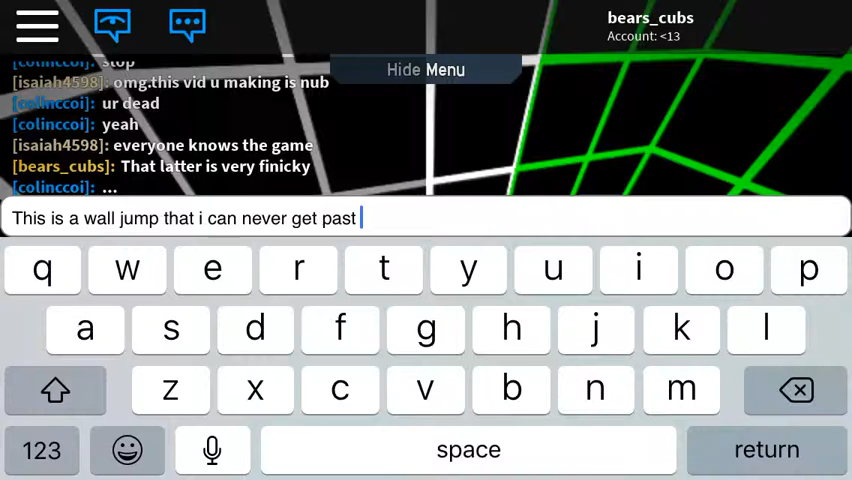 bears_cubs
Account: <13
Hide Menu
[colinccoi]: stop
[isaiah4598]: omg.this vid u making is nub
[colinccoi]: ur dead
[colinccoi]: yeah
[isaiah4598]: everyone knows the game
[bears_cubs]: That latter is very finicky
[colinccoi]: ...
This is a wall jump that i can never get past
q w e r t y u i o p
a s d f g h j k l
z x c v b n m
123 space return